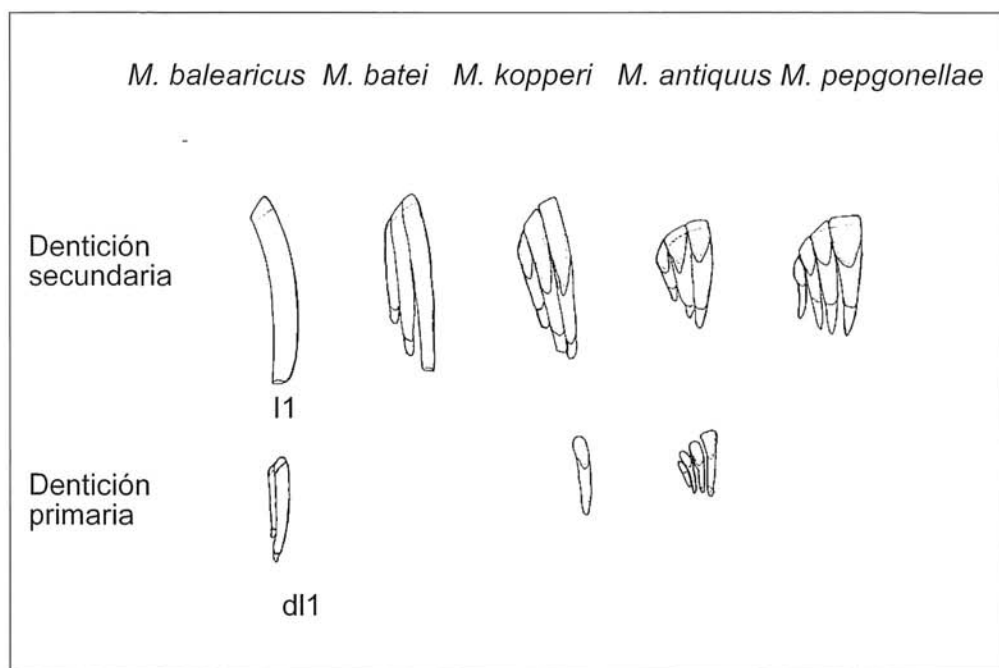 M. balearicus M. batei M. kopperi M. antiquus M. pepgonellae
Dentición
secundaria
I1
Dentición
primaria
dI1